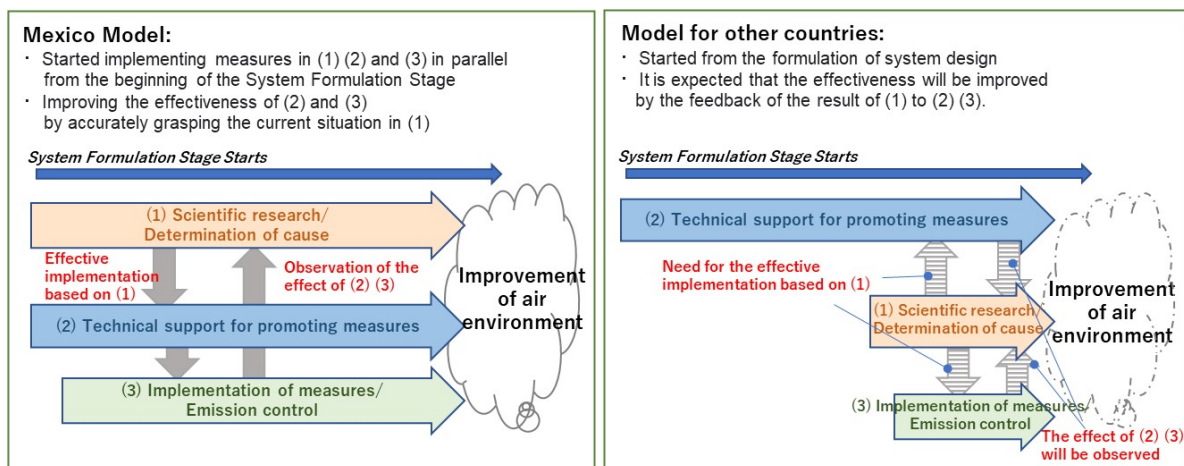 Mexico Model:
・ Started implementing measures in (1) (2) and (3) in parallel
from the beginning of the System Formulation Stage
・ Improving the effectiveness of (2) and (3)
by accurately grasping the current situation in (1)
System Formulation Stage Starts
(1) Scientific research/
Determination of cause
Effective
implementation
based on (1)
Observation of the
effect of (2) (3)
(2) Technical support for promoting measures
(3) Implementation of measures/
Emission control
Improvement
of air
environment
Model for other countries:
・ Started from the formulation of system design
・ It is expected that the effectiveness will be improved
by the feedback of the result of (1) to (2) (3).
System Formulation Stage Starts
(2) Technical support for promoting measures
Need for the effective
implementation based on (1)
(1) Scientific research/
Determination of cause
(3) Implementation of measures/
Emission control
Improvement
of air
environment
The effect of (2) (3)
will be observed